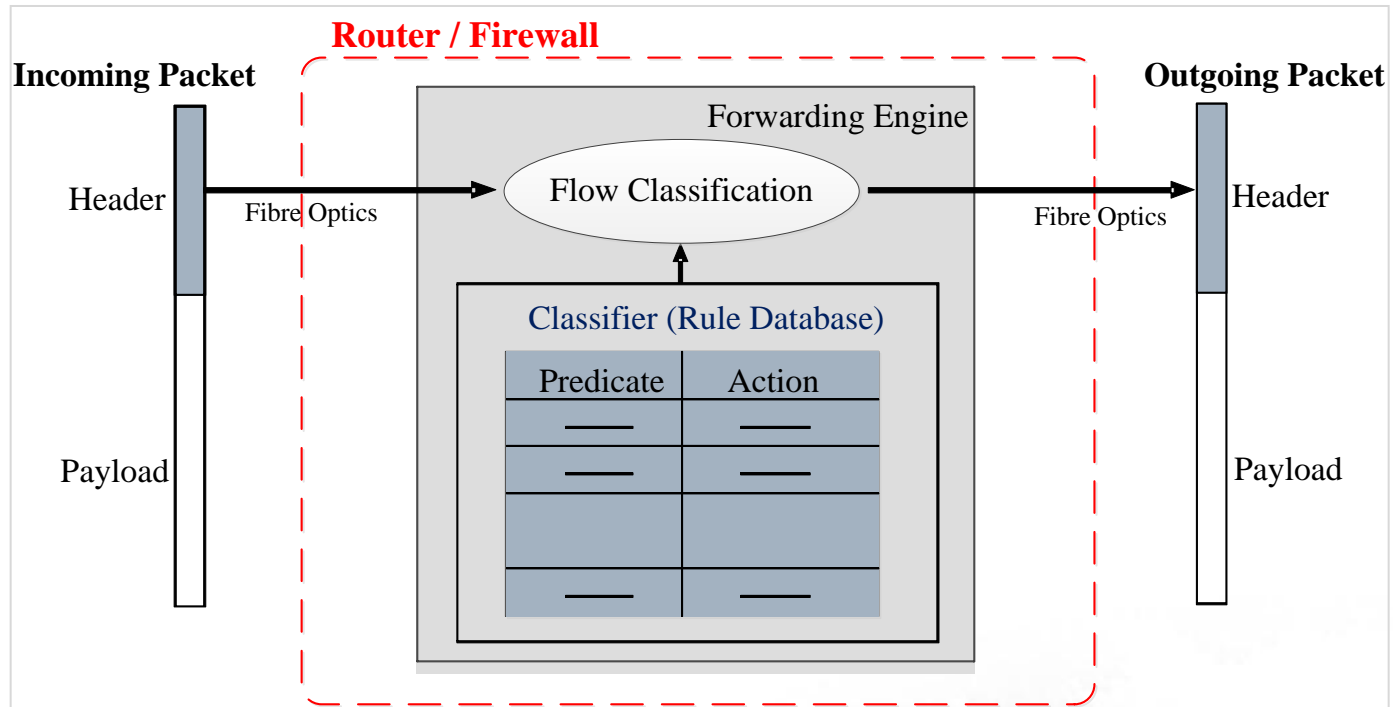 Router / Firewall
Incoming Packet
Outgoing Packet
Forwarding Engine
Header
Fibre Optics
Flow Classification
Fibre Optics
Header
Classifier (Rule Database)
Predicate
Action
Payload
Payload